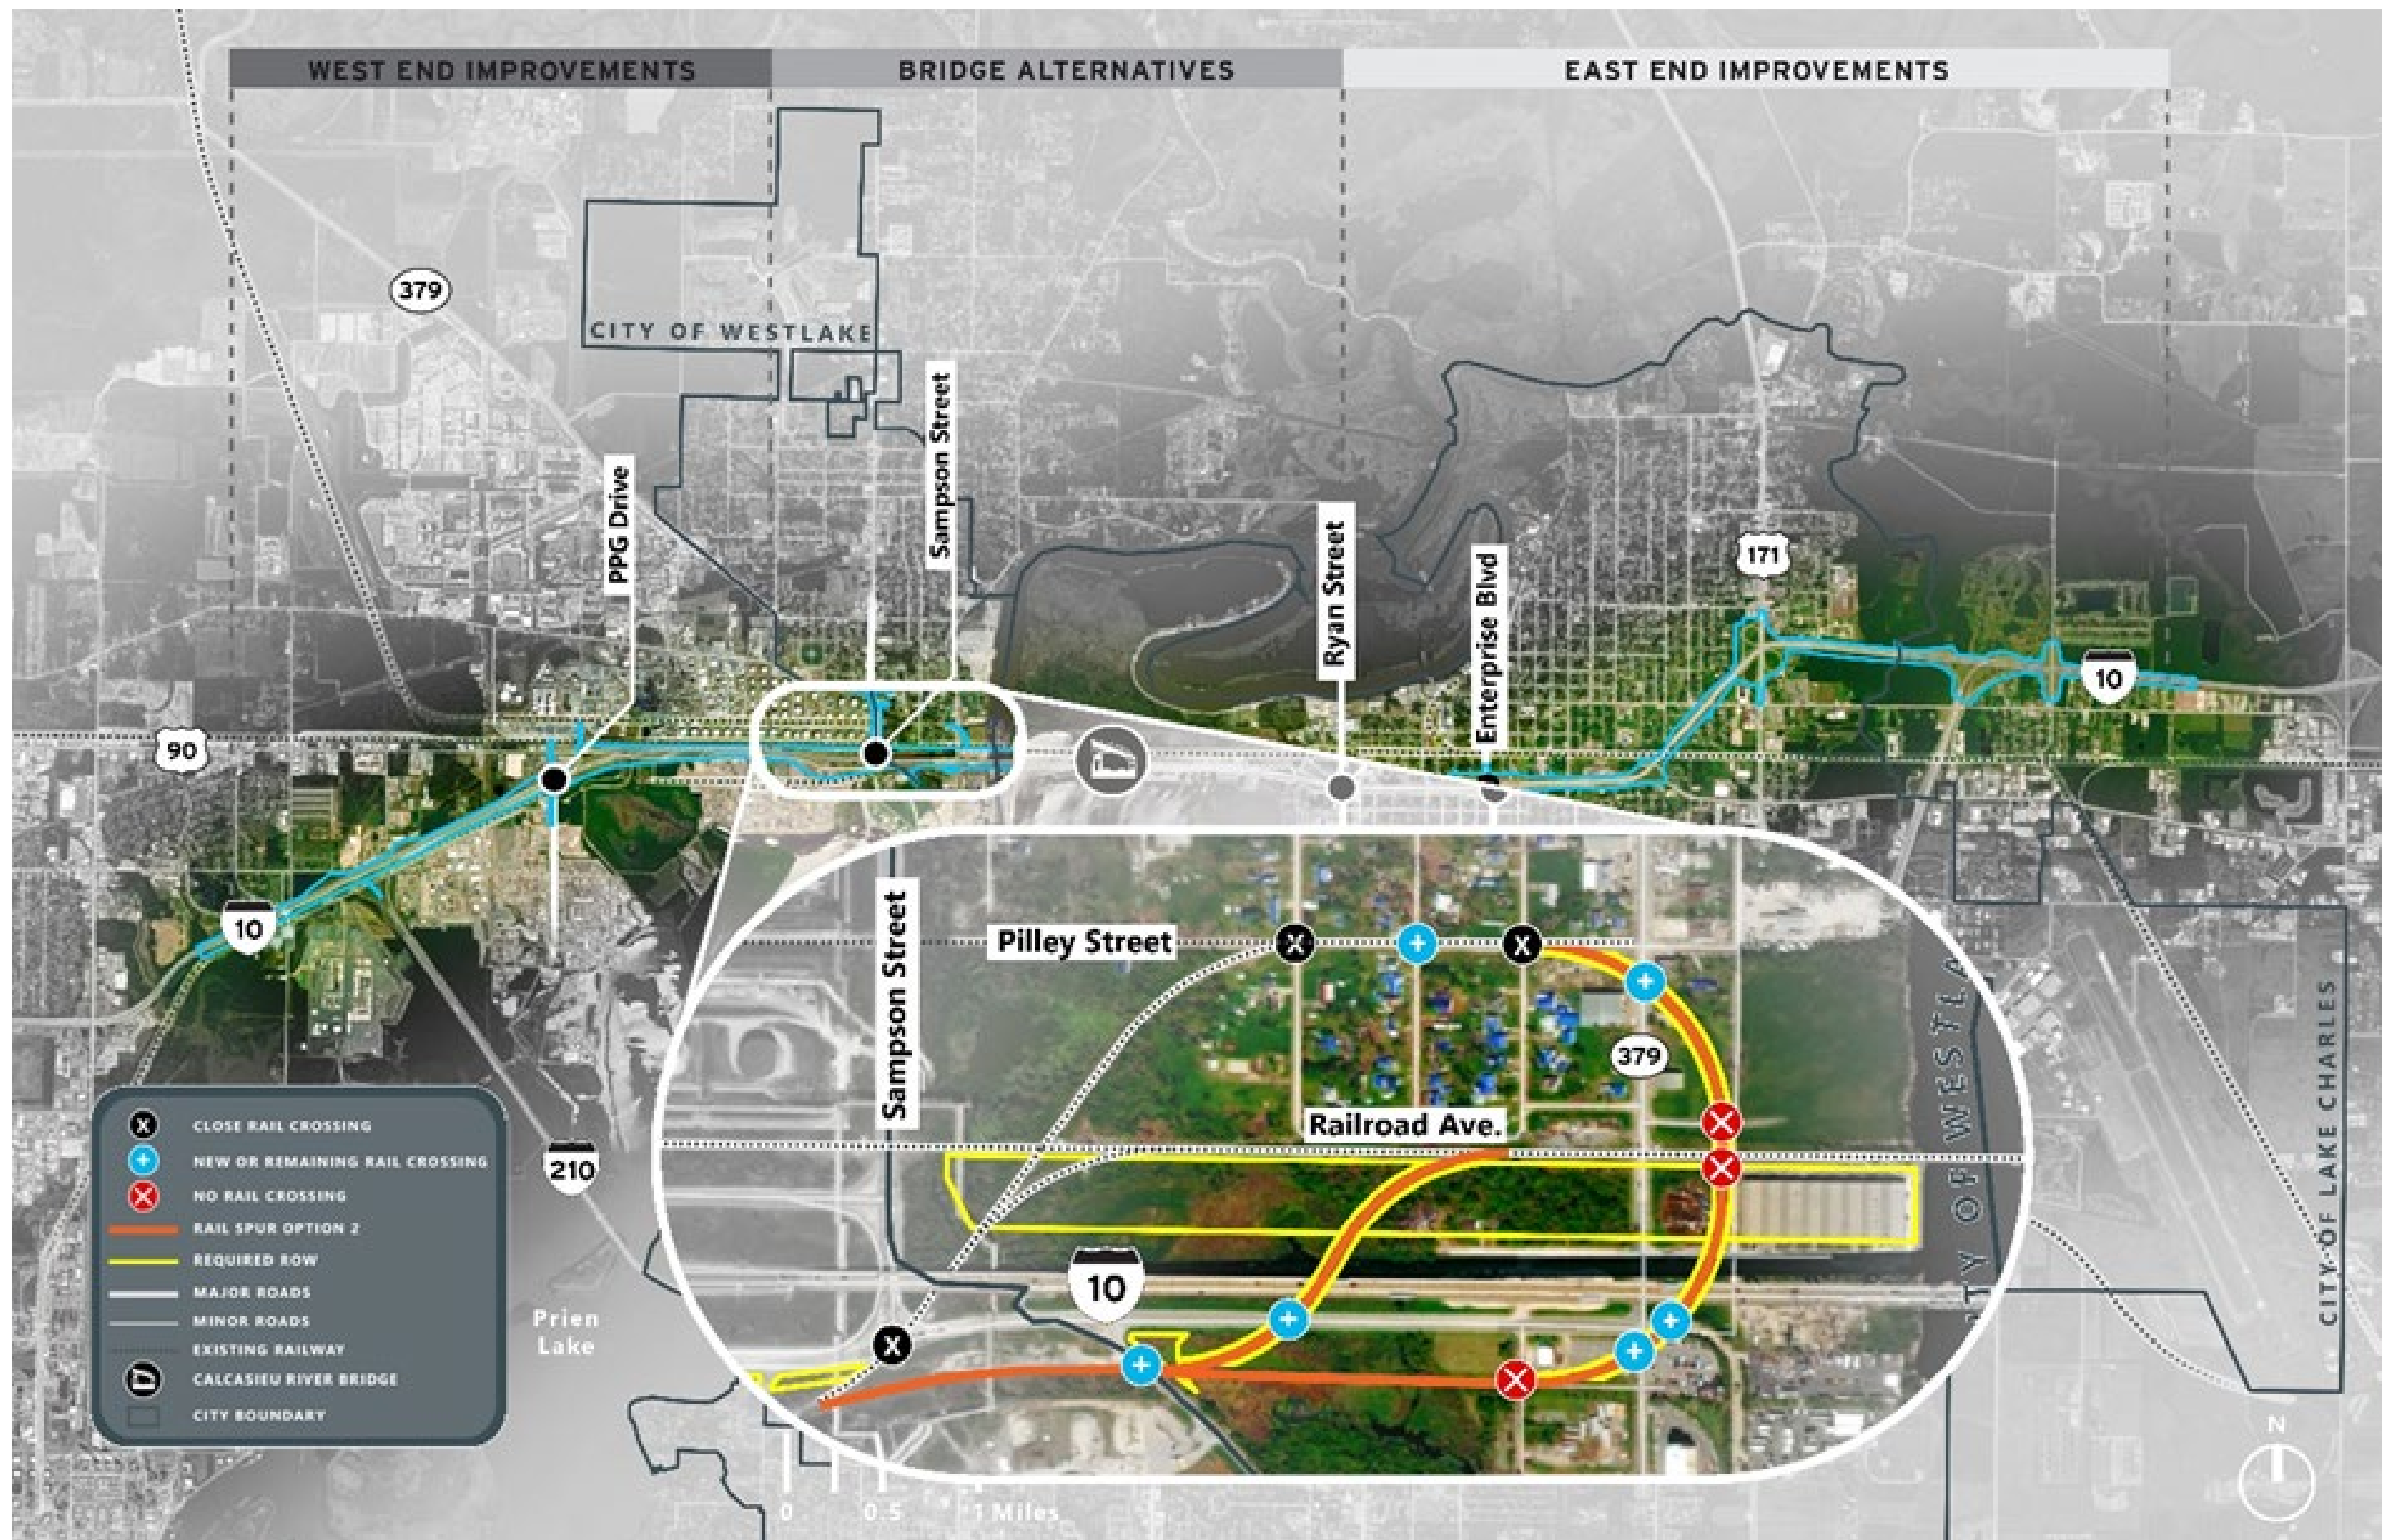 WEST END IMPROVEMENTS
BRIDGE ALTERNATIVES
EAST END IMPROVEMENTS
379
CITY OF WESTLAKE
Sampson Street
PPG Drive
Ryan Street
Enterprise Blvd
171
10
90
10
Sampson Street
Pilley Street
379
Railroad Ave.
10
CITY OF WESTLA
CITY OF LAKE CHARLES
210
Prien
Lake
X CLOSE RAIL CROSSING
+ NEW OR REMAINING RAIL CROSSING
X NO RAIL CROSSING
RAIL SPUR OPTION 2
REQUIRED ROW
MAJOR ROADS
MINOR ROADS
EXISTING RAILWAY
CALCASIEU RIVER BRIDGE
CITY BOUNDARY
0 0.5 1 Miles
N